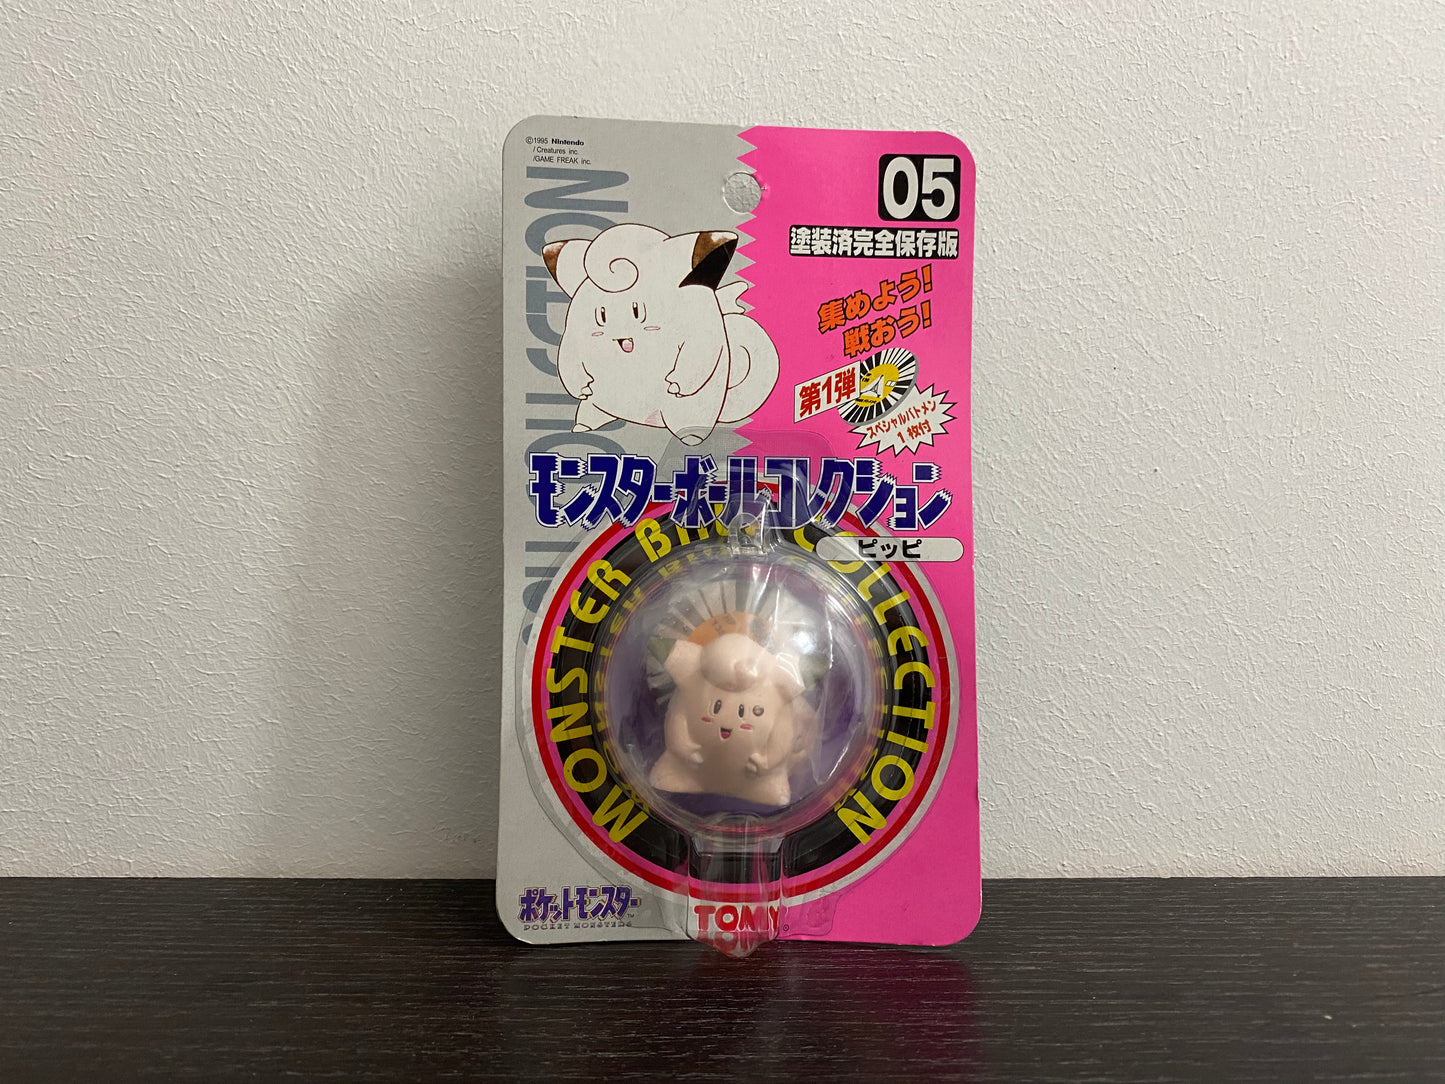 ©1995 Nintendo
/Creatures inc.
/GAME FREAK inc.
05
塗装済完全保存版
集めよう!
戦おう!
第1弾
スペシャルバトメン
1枚付
モンスターボールコレクション
ピッピ
MONSTER BALL COLLECTION
ポケットモンスター™
POCKET MONSTERS
TOMY